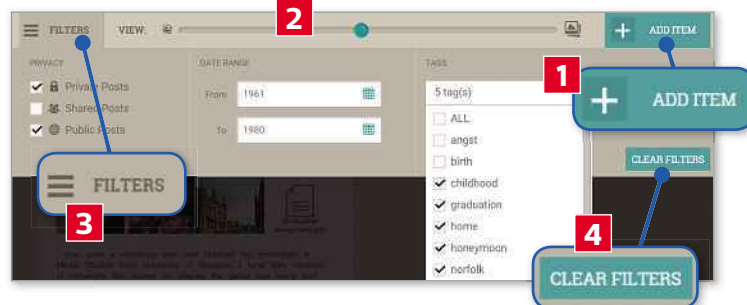 2
FILTERS VIEW: ADD ITEM
PRIVACY DATE RANGE TAGS
1
Private Posts From 1961 5 tag(s)
ADD ITEM
Shared Posts ALL
Public Posts To 1980 angst
birth
CLEAR FILTERS
childhood
FILTERS
graduation
3
home
4
honeymoon
norfolk
CLEAR FILTERS